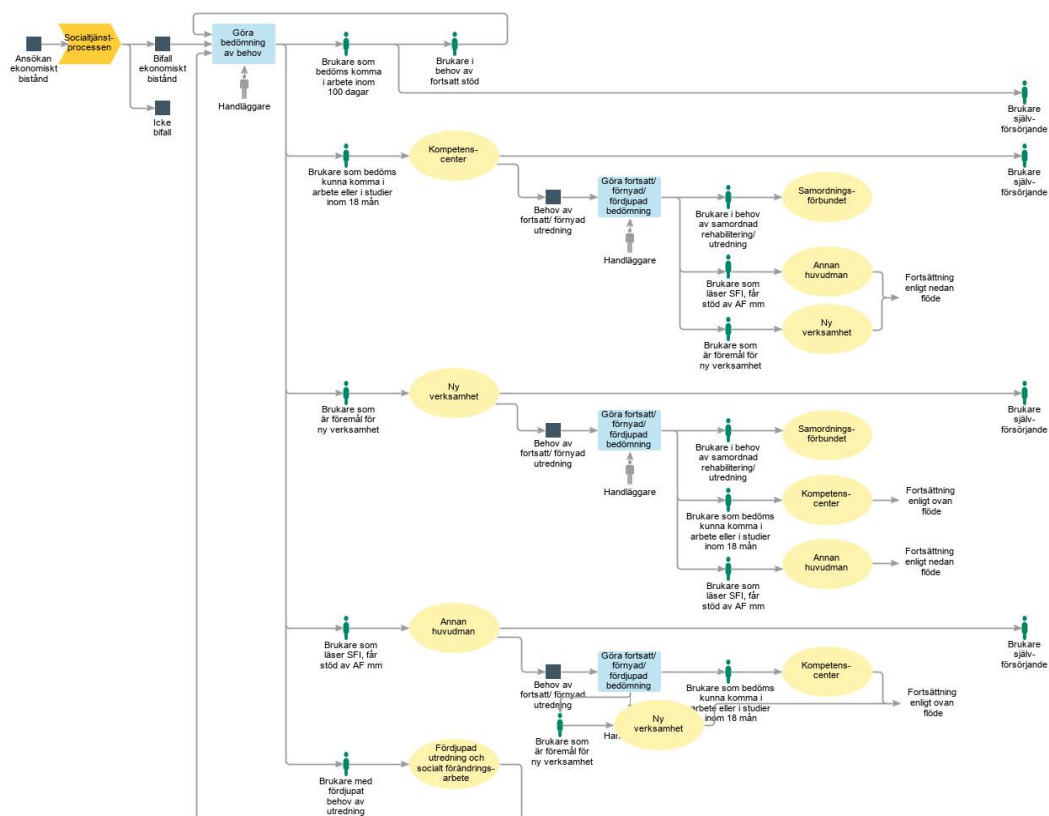 Ansökan
ekonomiskt
bistånd
Socialtjänst-
processen
Bifall
ekonomiskt
bistånd
Icke
bifall
Göra
bedömning
av behov
Handläggare
Brukare som
bedöms komma
i arbete inom
100 dagar
Brukare i
behov av
fortsatt stöd
Brukare
själv-
försörjande
Brukare som bedöms
kunna komma i
arbete eller i studier
inom 18 mån
Kompetens-
center
Brukare
själv-
försörjande
Behov av
fortsatt/ förnyad
utredning
Göra fortsatt/
förnyad/
fördjupad
bedömning
Handläggare
Brukare i behov
av samordnad
rehabilitering/
utredning
Samordnings-
förbundet
Brukare som
läser SFI, får
stöd av AF mm
Annan
huvudman
Brukare som
är föremål för
ny verksamhet
Ny
verksamhet
Fortsättning
enligt nedan
flöde
Brukare som
är föremål för
ny verksamhet
Ny
verksamhet
Brukare
själv-
försörjande
Behov av
fortsatt/ förnyad
utredning
Göra fortsatt/
förnyad/
fördjupad
bedömning
Handläggare
Brukare i behov
av samordnad
rehabilitering/
utredning
Samordnings-
förbundet
Brukare som bedöms
kunna komma i
arbete eller i studier
inom 18 mån
Kompetens-
center
Fortsättning
enligt ovan
flöde
Brukare som
läser SFI, får
stöd av AF mm
Annan
huvudman
Fortsättning
enligt nedan
flöde
Brukare som
läser SFI, får
stöd av AF mm
Annan
huvudman
Brukare
själv-
försörjande
Behov av
fortsatt/ förnyad
utredning
Göra fortsatt/
förnyad/
fördjupad
bedömning
Brukare som bedöms
kunna komma i
arbete eller i studier
inom 18 mån
Kompetens-
center
Fortsättning
enligt ovan
flöde
Brukare som
är föremål för
ny verksamhet
Ny
verksamhet
Brukare med
fördjupat
behov av
utredning
Fördjupad
utredning och
socialt förändrings-
arbete